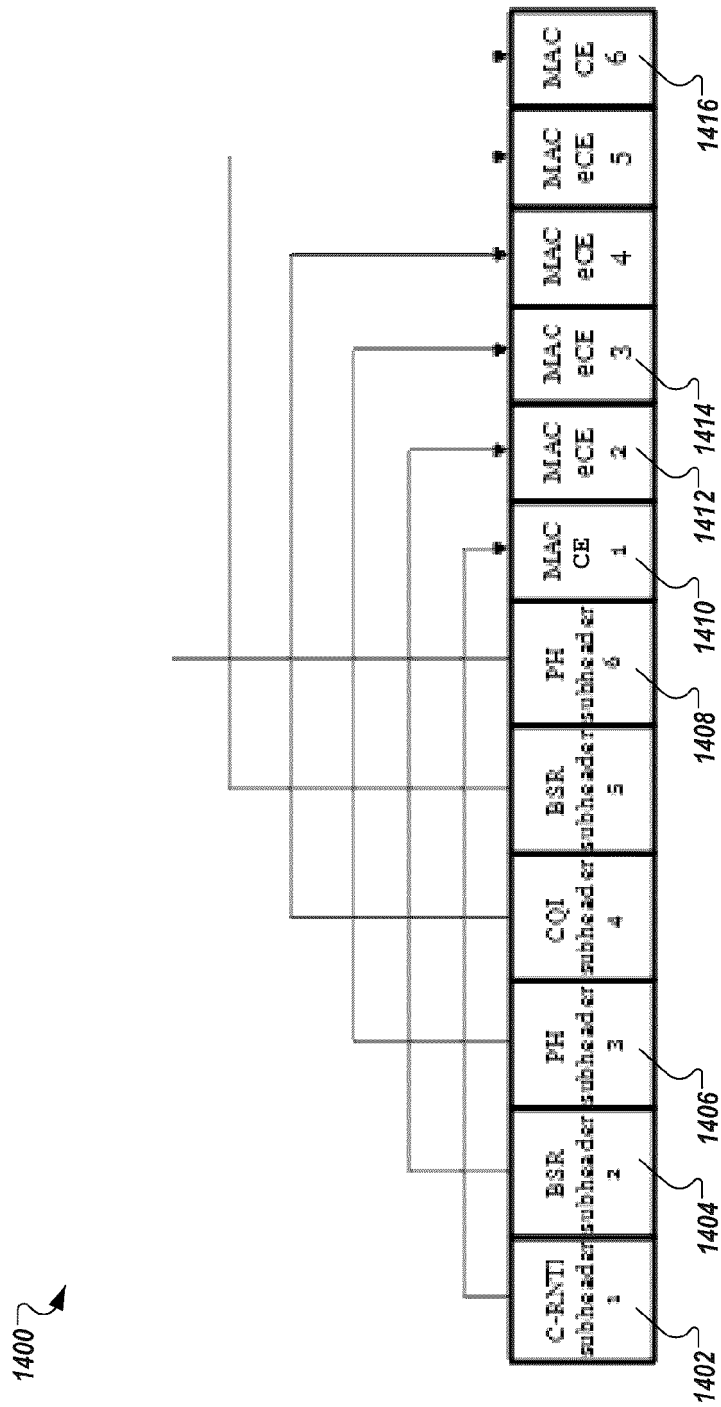 1400
C-RNTI
subheader
1
BSR
subheader
2
PH
subheader
3
CQI
subheader
4
BSR
subheader
5
PH
subheader
6
MAC
CE
1
MAC
eCE
2
MAC
eCE
3
MAC
eCE
4
MAC
eCE
5
MAC
CE
6
1402
1404
1406
1408
1410
1412
1414
1416